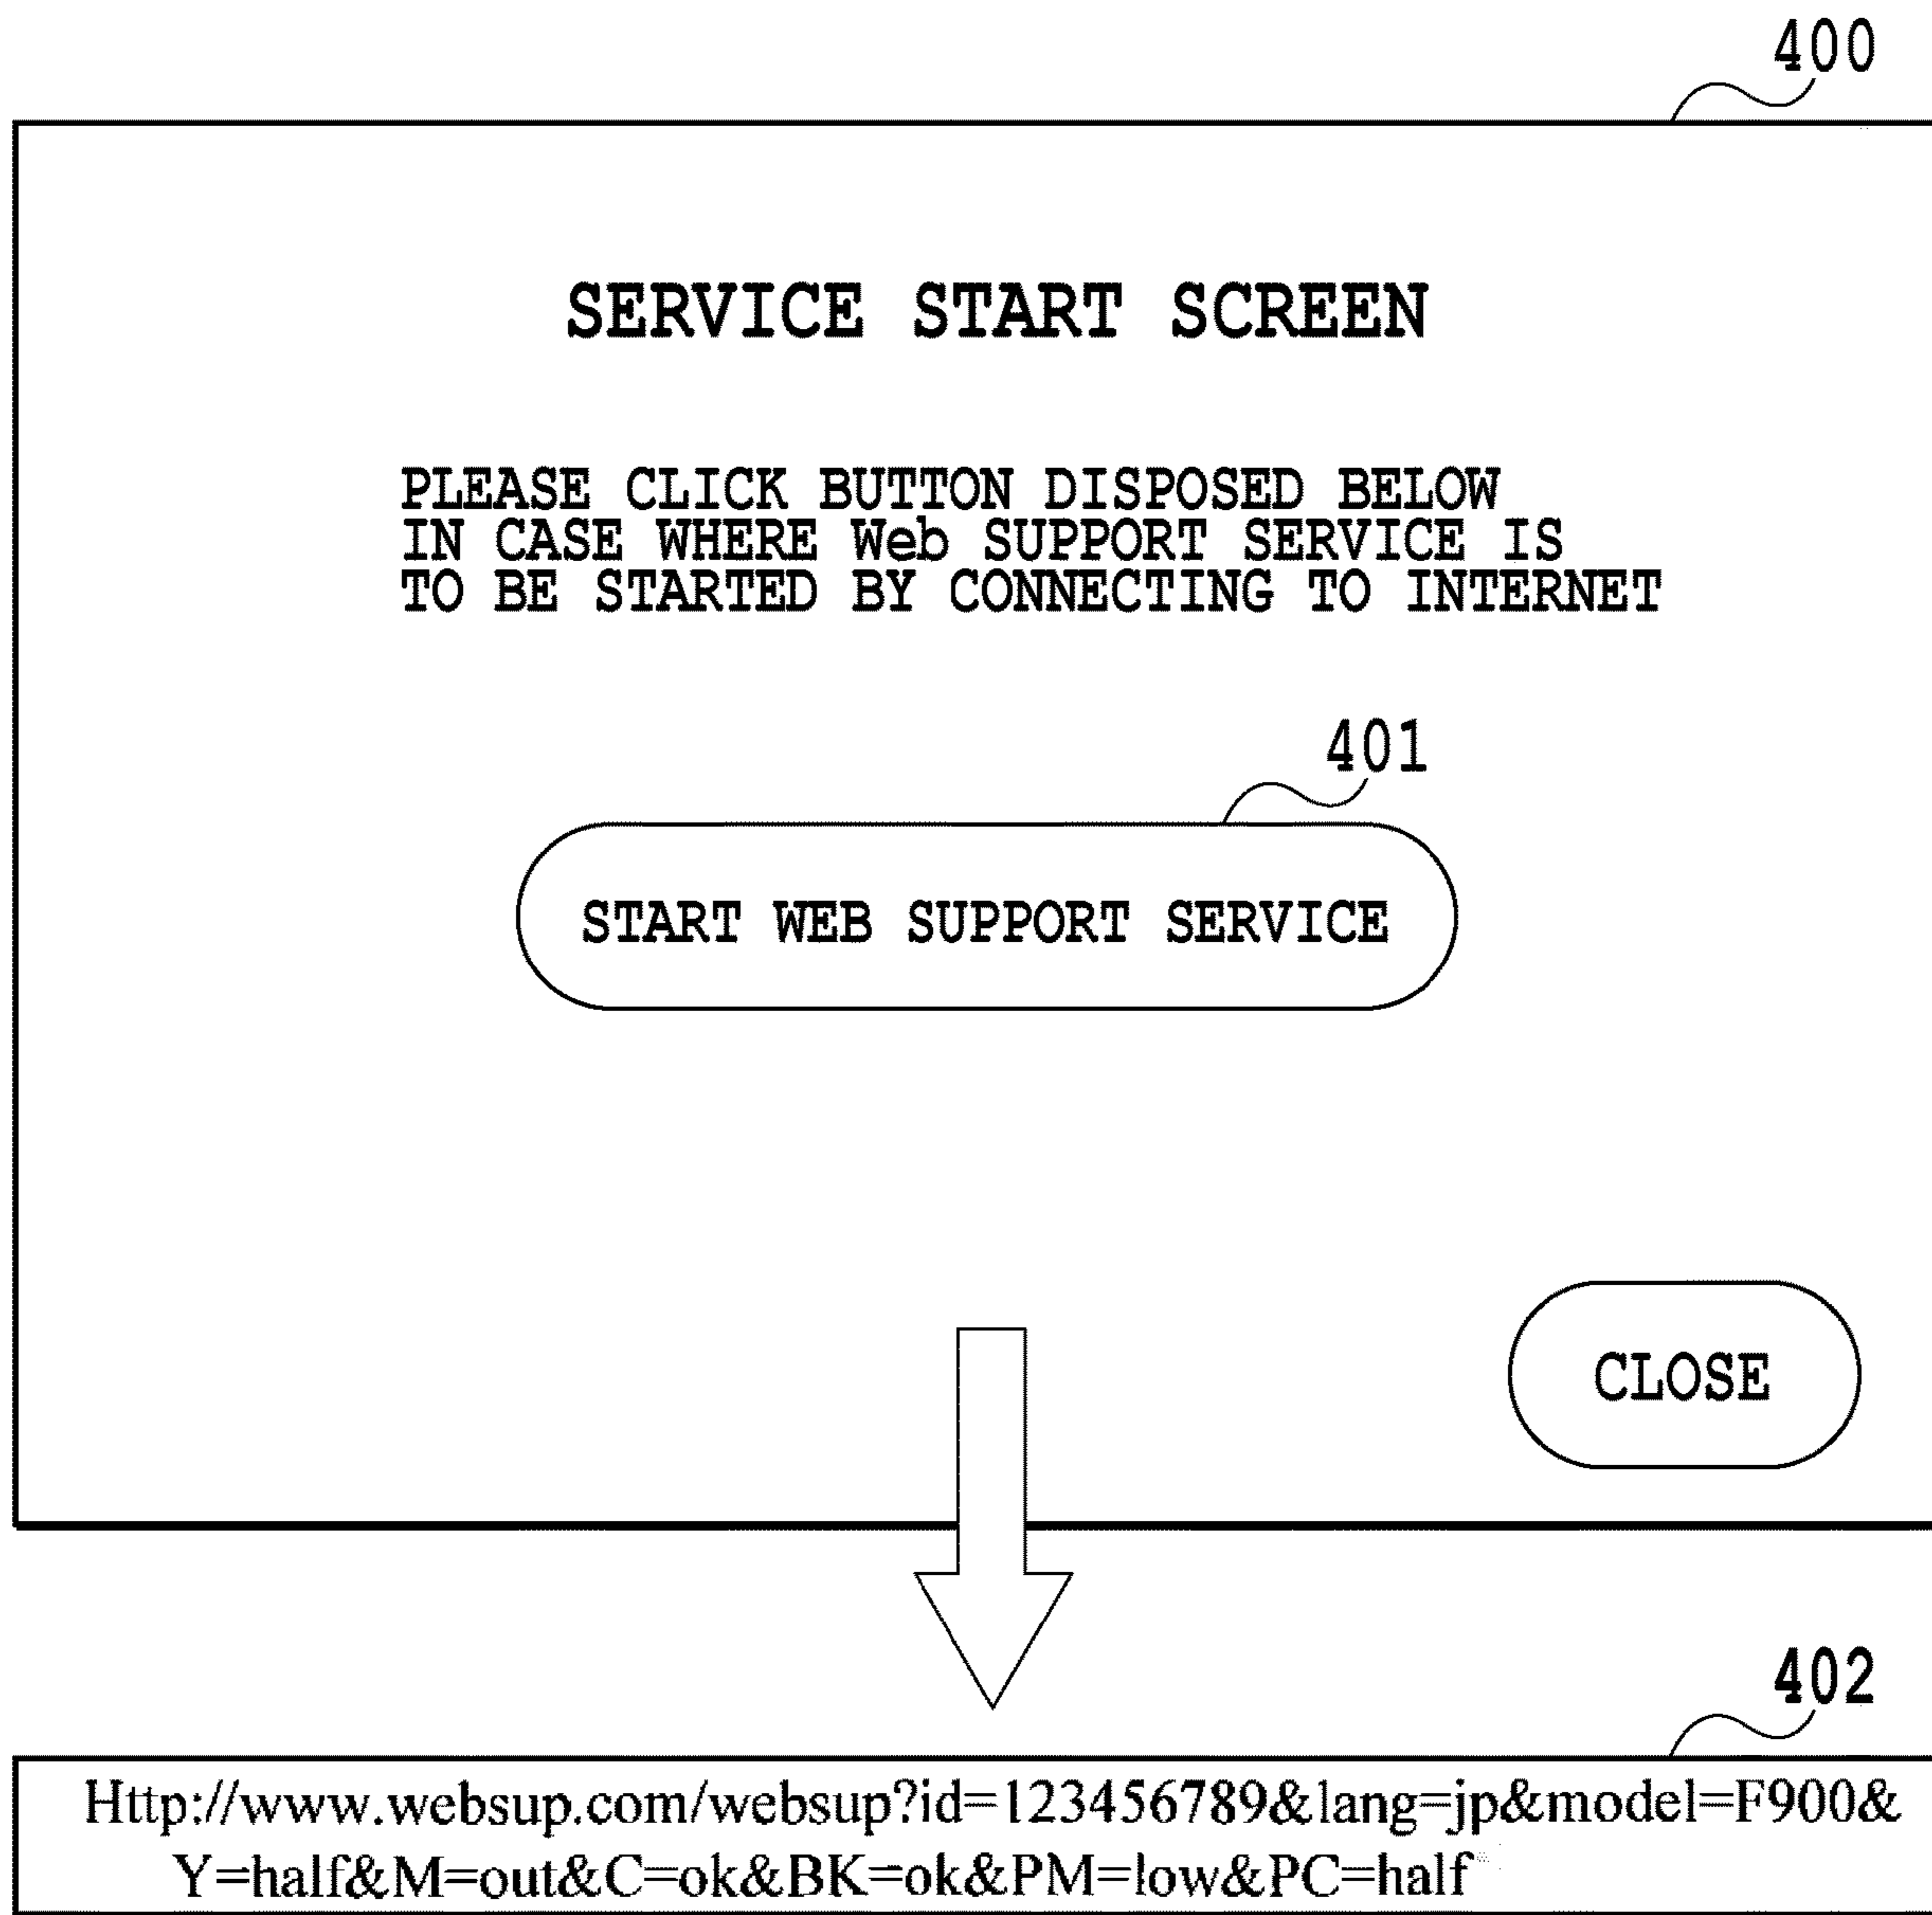 400
SERVICE START SCREEN
PLEASE CLICK BUTTON DISPOSED BELOW
IN CASE WHERE Web SUPPORT SERVICE IS
TO BE STARTED BY CONNECTING TO INTERNET
401
START WEB SUPPORT SERVICE
CLOSE
402
Http://www.websup.com/websup?id=123456789&lang=jp&model=F900&
Y=half&M=out&C=ok&BK=ok&PM=low&PC=half